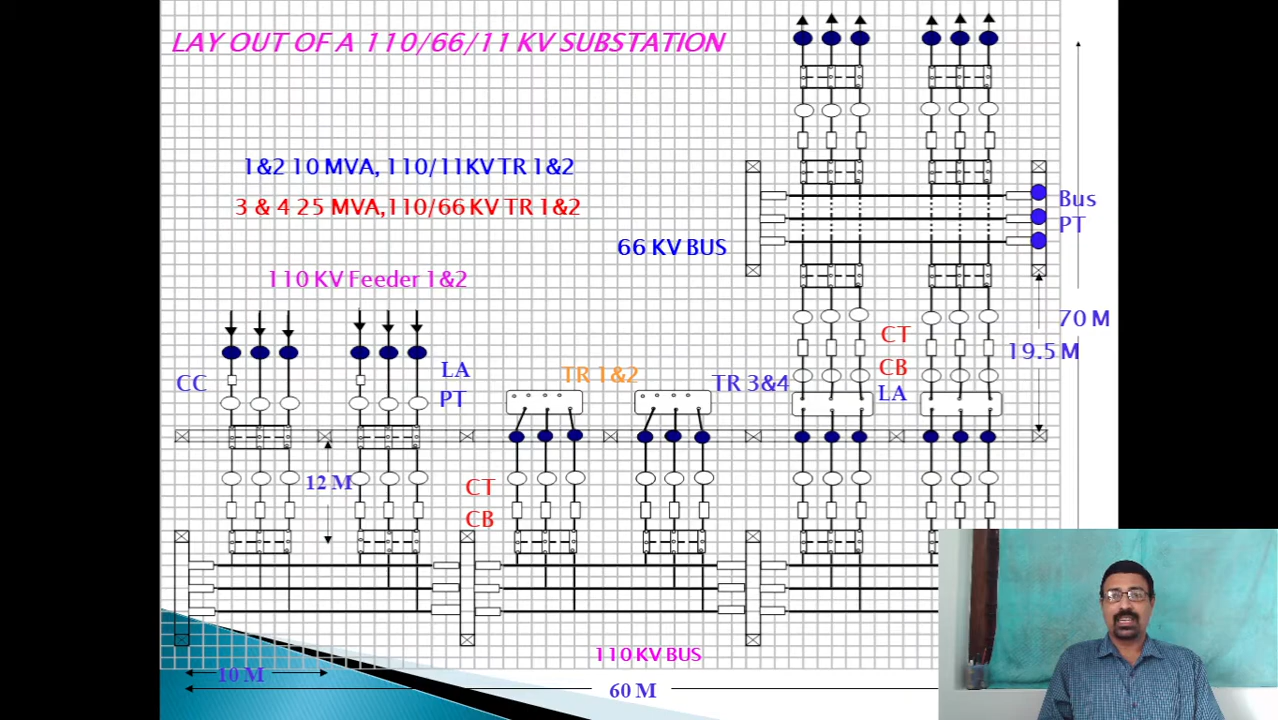 LAY OUT OF A 110/66/11 KV SUBSTATION
1&2 10 MVA, 110/11KV TR 1&2
3 & 4 25 MVA,110/66 KV TR 1&2
66 KV BUS
Bus
PT
110 KV Feeder 1&2
70 M
19.5 M
CT
CB
LA
CC
LA
PT
TR 1&2
TR 3&4
12 M
CT
CB
110 KV BUS
10 M
60 M